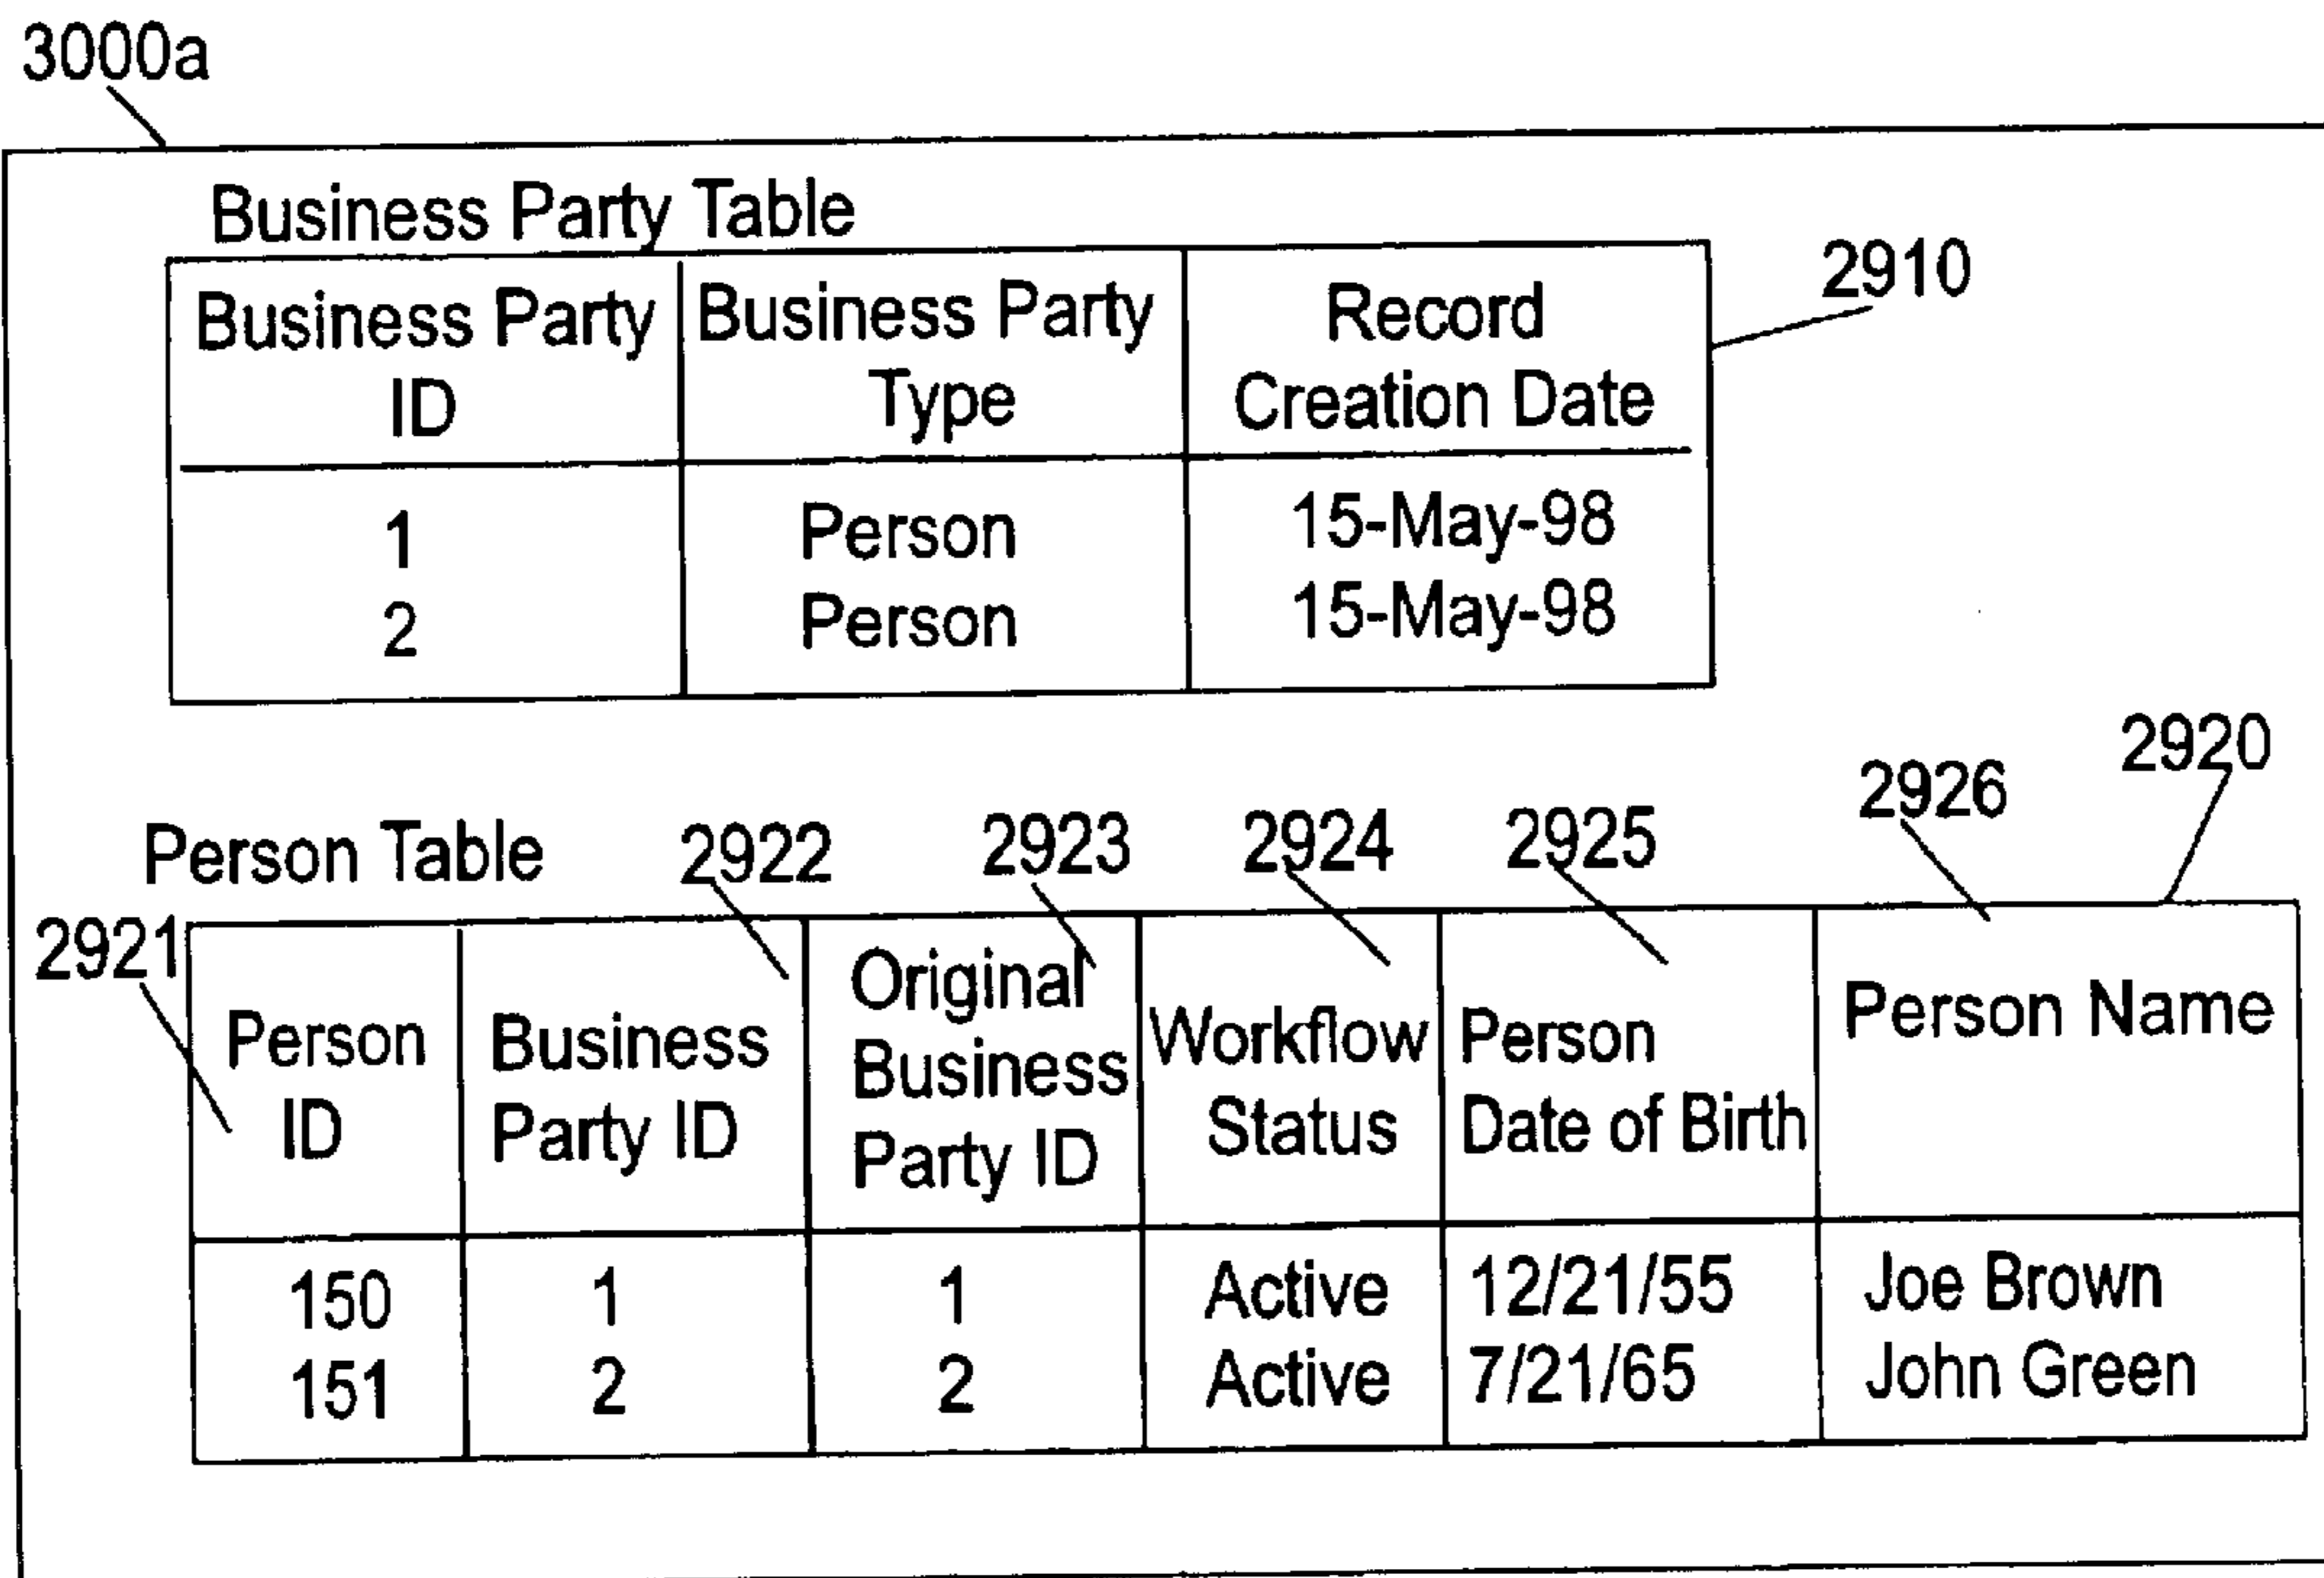 3000a
Business Party Table
2910
Business Party ID
Business Party Type
Record Creation Date
1 Person 15-May-98
2 Person 15-May-98
2920
2926
Person Table 2922 2923 2924 2925
2921
Person ID
Business Party ID
Original Business Party ID
Workflow Status
Person Date of Birth
Person Name
150 1 1 Active 12/21/55 Joe Brown
151 2 2 Active 7/21/65 John Green